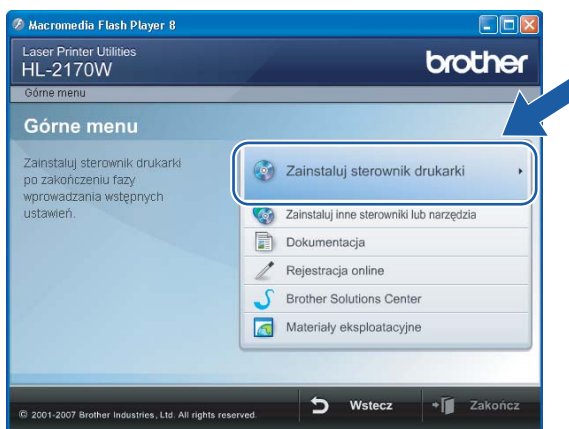 Macromedia Flash Player 8
Laser Printer Utilities
HL-2170W
brother
Górne menu
Górne menu
Zainstaluj sterownik drukarki
po zakończeniu fazy
wprowadzania wstępnych
ustawień.
Zainstaluj sterownik drukarki
Zainstaluj inne sterowniki lub narzędzia
Dokumentacja
Rejestracja online
Brother Solutions Center
Materiały eksploatacyjne
© 2001-2007 Brother Industries, Ltd. All rights reserved.
Wstecz
Zakończ